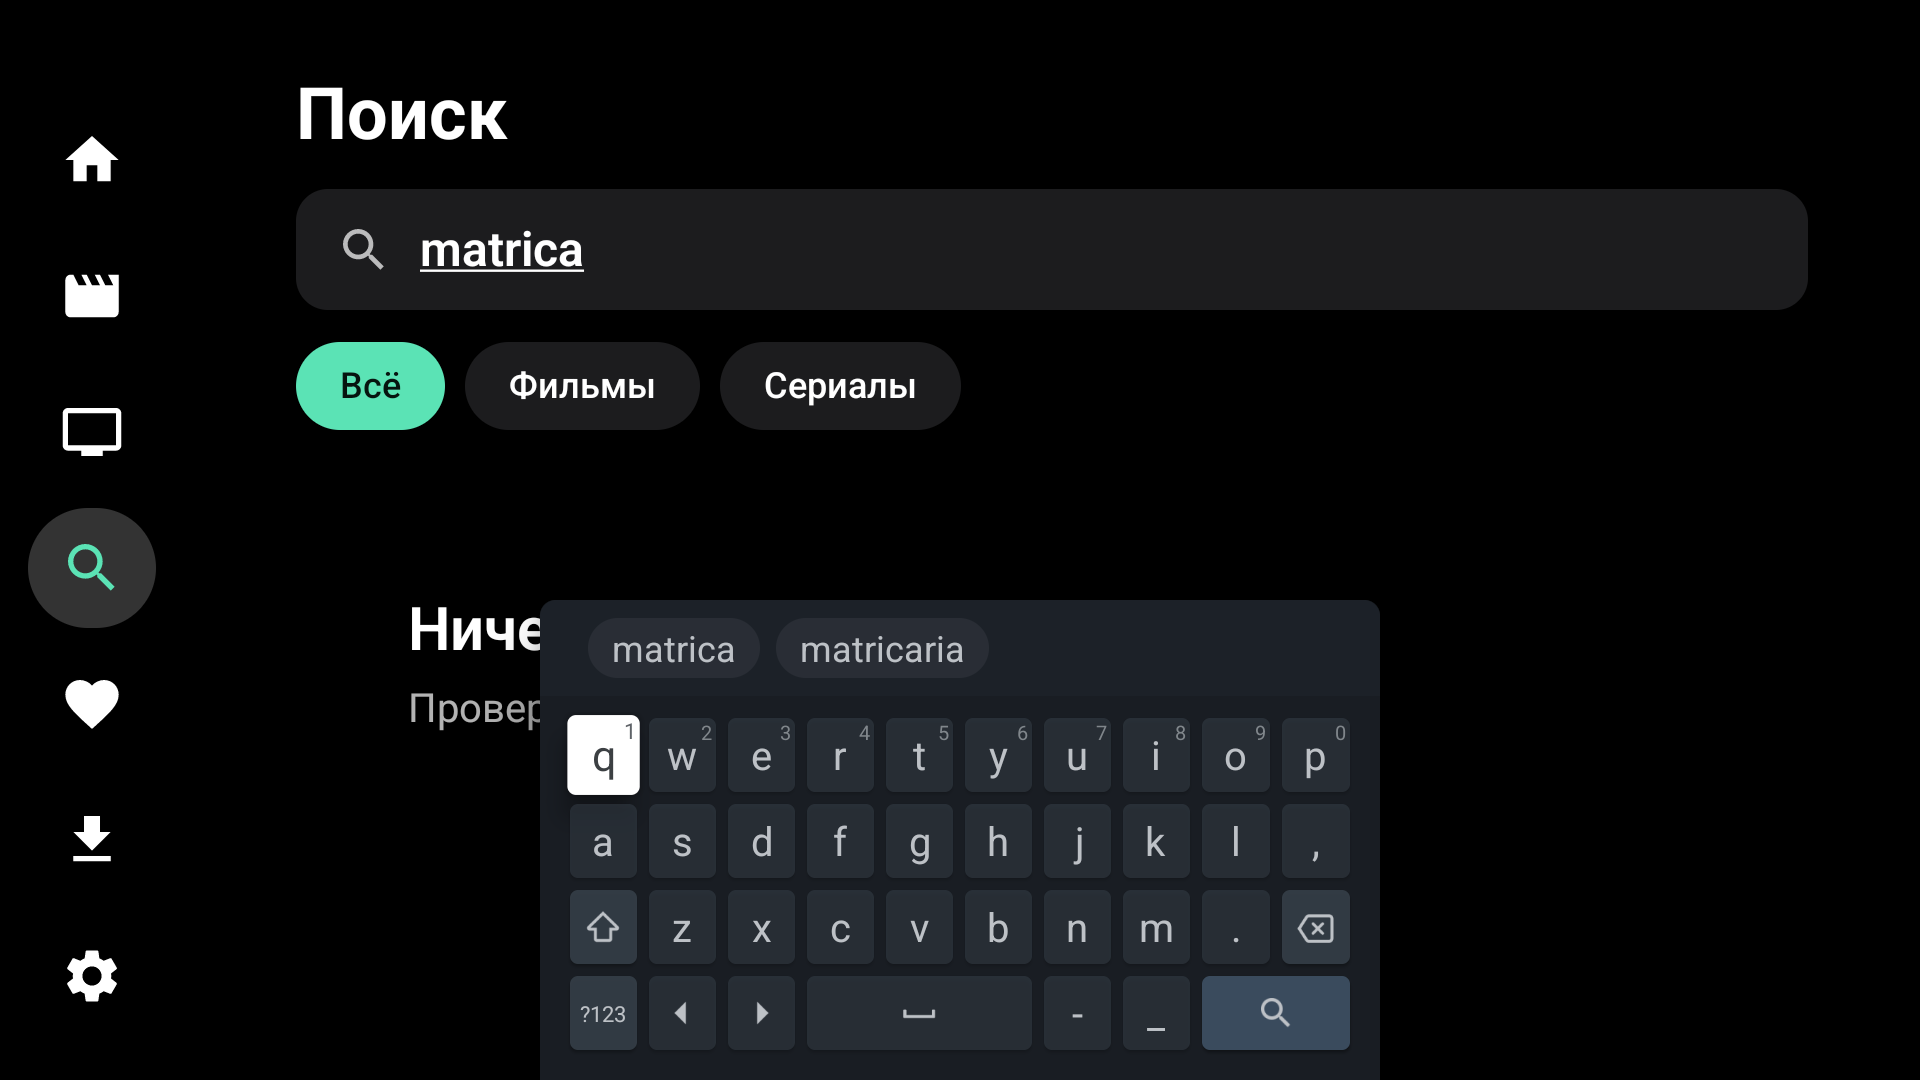 Поиск
matrica
Всё Фильмы Сериалы
matrica matricaria
q 1 w 2 e 3 r 4 t 5 y 6 u 7 i 8 o 9 p 0
a s d f g h j k l ,
z x c v b n m .
?123 - _